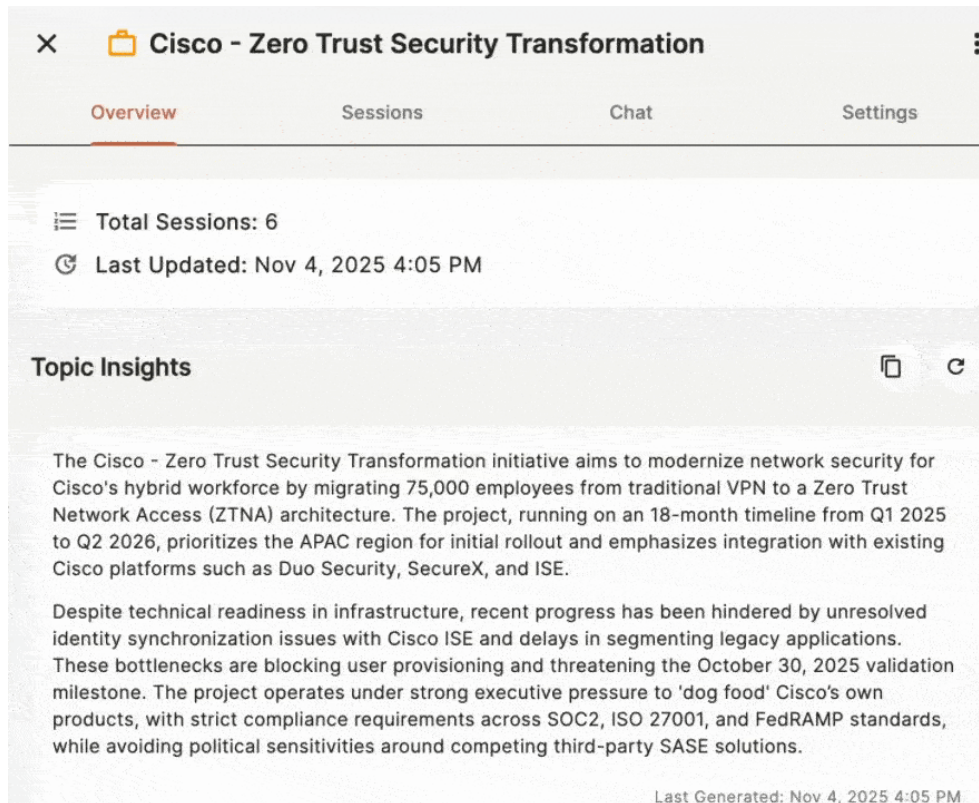 Cisco - Zero Trust Security Transformation
Overview
Sessions
Chat
Settings
Total Sessions: 6
Last Updated: Nov 4, 2025 4:05 PM
Topic Insights
The Cisco - Zero Trust Security Transformation initiative aims to modernize network security for
Cisco's hybrid workforce by migrating 75,000 employees from traditional VPN to a Zero Trust
Network Access (ZTNA) architecture. The project, running on an 18-month timeline from Q1 2025
to Q2 2026, prioritizes the APAC region for initial rollout and emphasizes integration with existing
Cisco platforms such as Duo Security, SecureX, and ISE.
Despite technical readiness in infrastructure, recent progress has been hindered by unresolved
identity synchronization issues with Cisco ISE and delays in segmenting legacy applications.
These bottlenecks are blocking user provisioning and threatening the October 30, 2025 validation
milestone. The project operates under strong executive pressure to 'dog food' Cisco’s own
products, with strict compliance requirements across SOC2, ISO 27001, and FedRAMP standards,
while avoiding political sensitivities around competing third-party SASE solutions.
Last Generated: Nov 4, 2025 4:05 PM